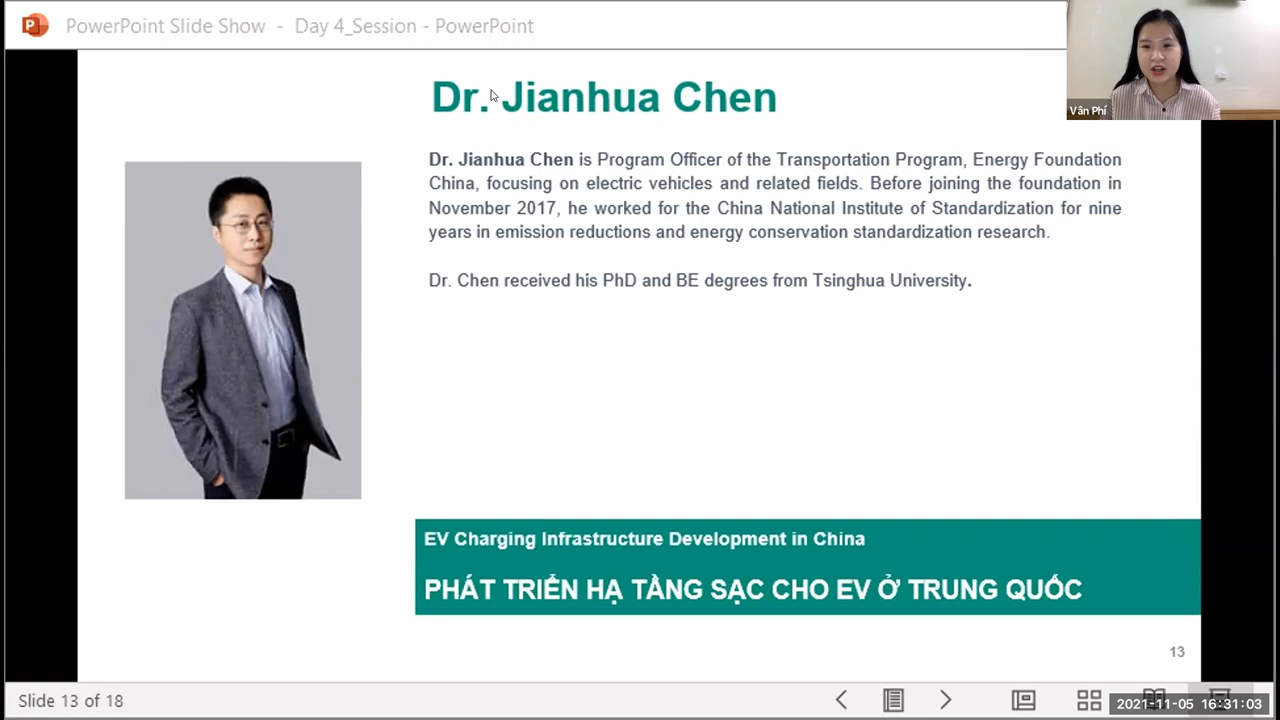 PowerPoint Slide Show - Day 4_Session - PowerPoint
Vân Phí
Dr. Jianhua Chen
Dr. Jianhua Chen is Program Officer of the Transportation Program, Energy Foundation
China, focusing on electric vehicles and related fields. Before joining the foundation in
November 2017, he worked for the China National Institute of Standardization for nine
years in emission reductions and energy conservation standardization research.
Dr. Chen received his PhD and BE degrees from Tsinghua University.
EV Charging Infrastructure Development in China
PHÁT TRIỂN HẠ TẦNG SẠC CHO EV Ở TRUNG QUỐC
13
Slide 13 of 18
2021-11-05 16:31:03